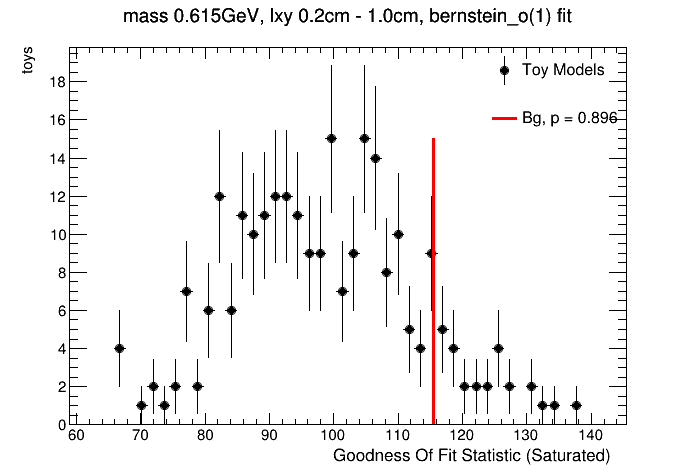 mass 0.615GeV, lxy 0.2cm - 1.0cm, bernstein_o(1) fit
toys
Toy Models
Bg, p = 0.896
18
16
14
12
10
8
6
4
2
0
60 70 80 90 100 110 120 130 140
Goodness Of Fit Statistic (Saturated)